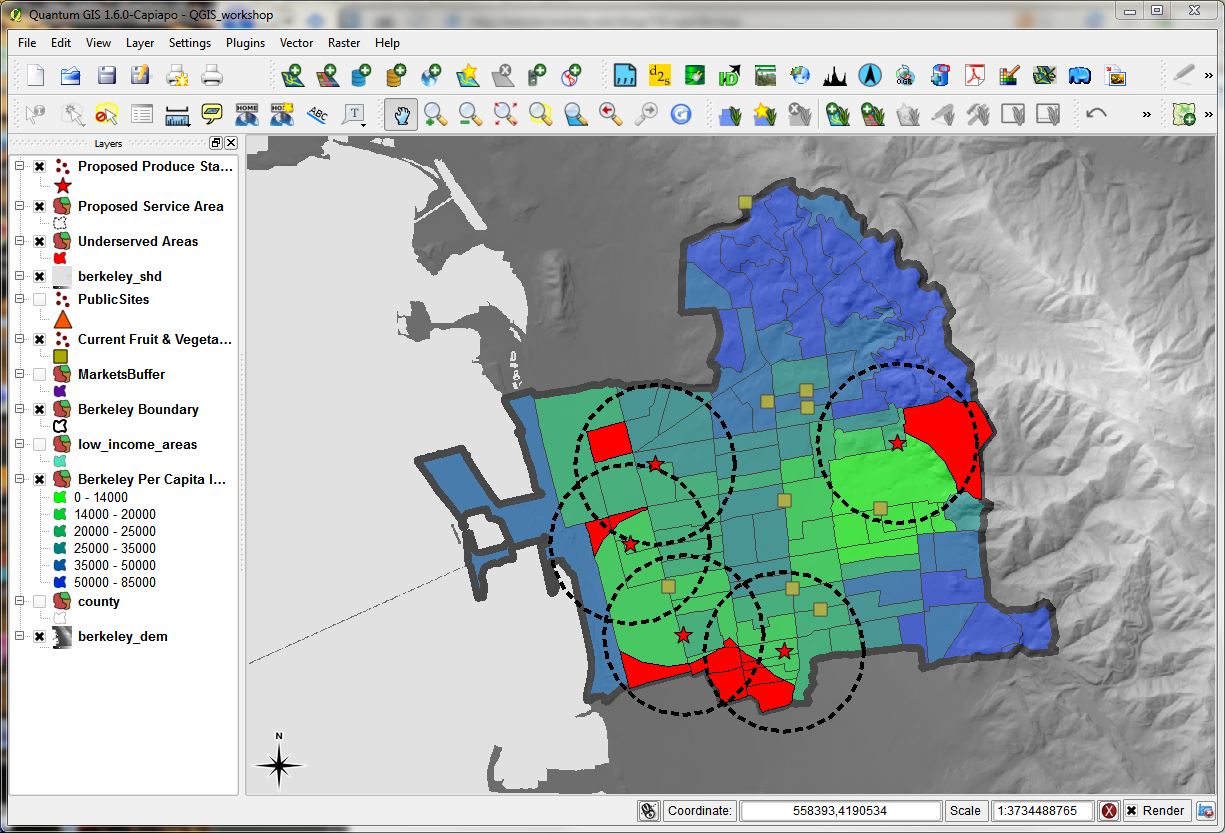 Quantum GIS 1.6.0-Capiapo - QGIS_workshop
File Edit View Layer Settings Plugins Vector Raster Help
d2s
ABC
HOME
T
Layers
Proposed Produce Sta...
Proposed Service Area
Underserved Areas
berkeley_shd
PublicSites
Current Fruit & Vegeta...
MarketsBuffer
Berkeley Boundary
low_income_areas
Berkeley Per Capita I...
0 - 14000
14000 - 20000
20000 - 25000
25000 - 35000
35000 - 50000
50000 - 85000
county
berkeley_dem
N
Coordinate: 558393,4190534 Scale 1:3734488765 Render